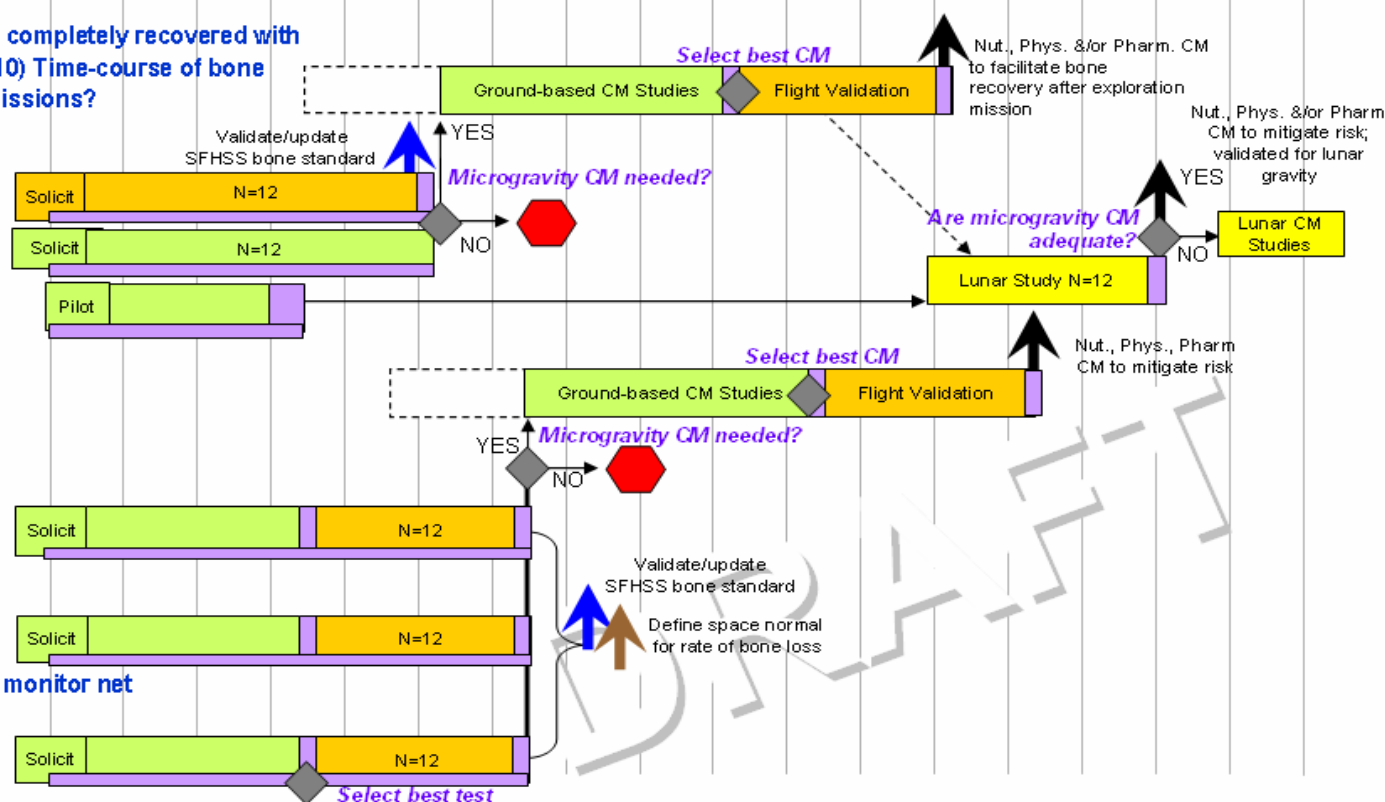 completely recovered with
10) Time-course of bone
issions?
Select best CM
Ground-based CM Studies
Flight Validation
Nut., Phys. &/or Pharm. CM
to facilitate bone
recovery after exploration
mission
Validate/update
SFHSS bone standard
YES
Microgravity CM needed?
NO
Solicit
N=12
Solicit
N=12
Pilot
Nut., Phys. &/or Pharm
CM to mitigate risk;
validated for lunar
gravity
YES
Are microgravity CM
adequate?
NO
Lunar CM
Studies
Lunar Study N=12
Select best CM
Ground-based CM Studies
Flight Validation
Nut., Phys., Pharm
CM to mitigate risk
YES
Microgravity CM needed?
NO
Solicit
N=12
Validate/update
SFHSS bone standard
Define space normal
for rate of bone loss
Solicit
N=12
monitor net
Solicit
N=12
Select best test
DRAFT